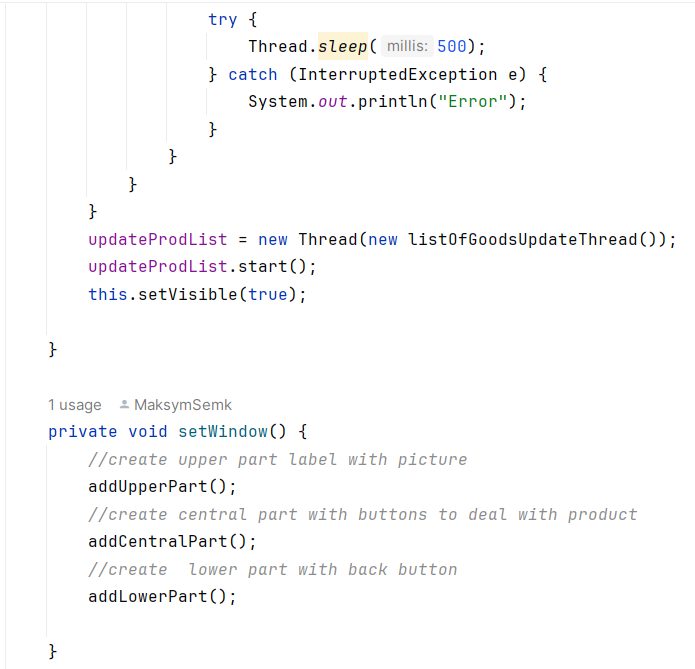 try {
Thread.sleep( millis: 500);
} catch (InterruptedException e) {
System.out.println("Error");
}
}
}
}
updateProdList = new Thread(new listOfGoodsUpdateThread());
updateProdList.start();
this.setVisible(true);
}
1 usage MaksymSemk
private void setWindow() {
//create upper part label with picture
addUpperPart();
//create central part with buttons to deal with product
addCentralPart();
//create  lower part with back button
addLowerPart();
}